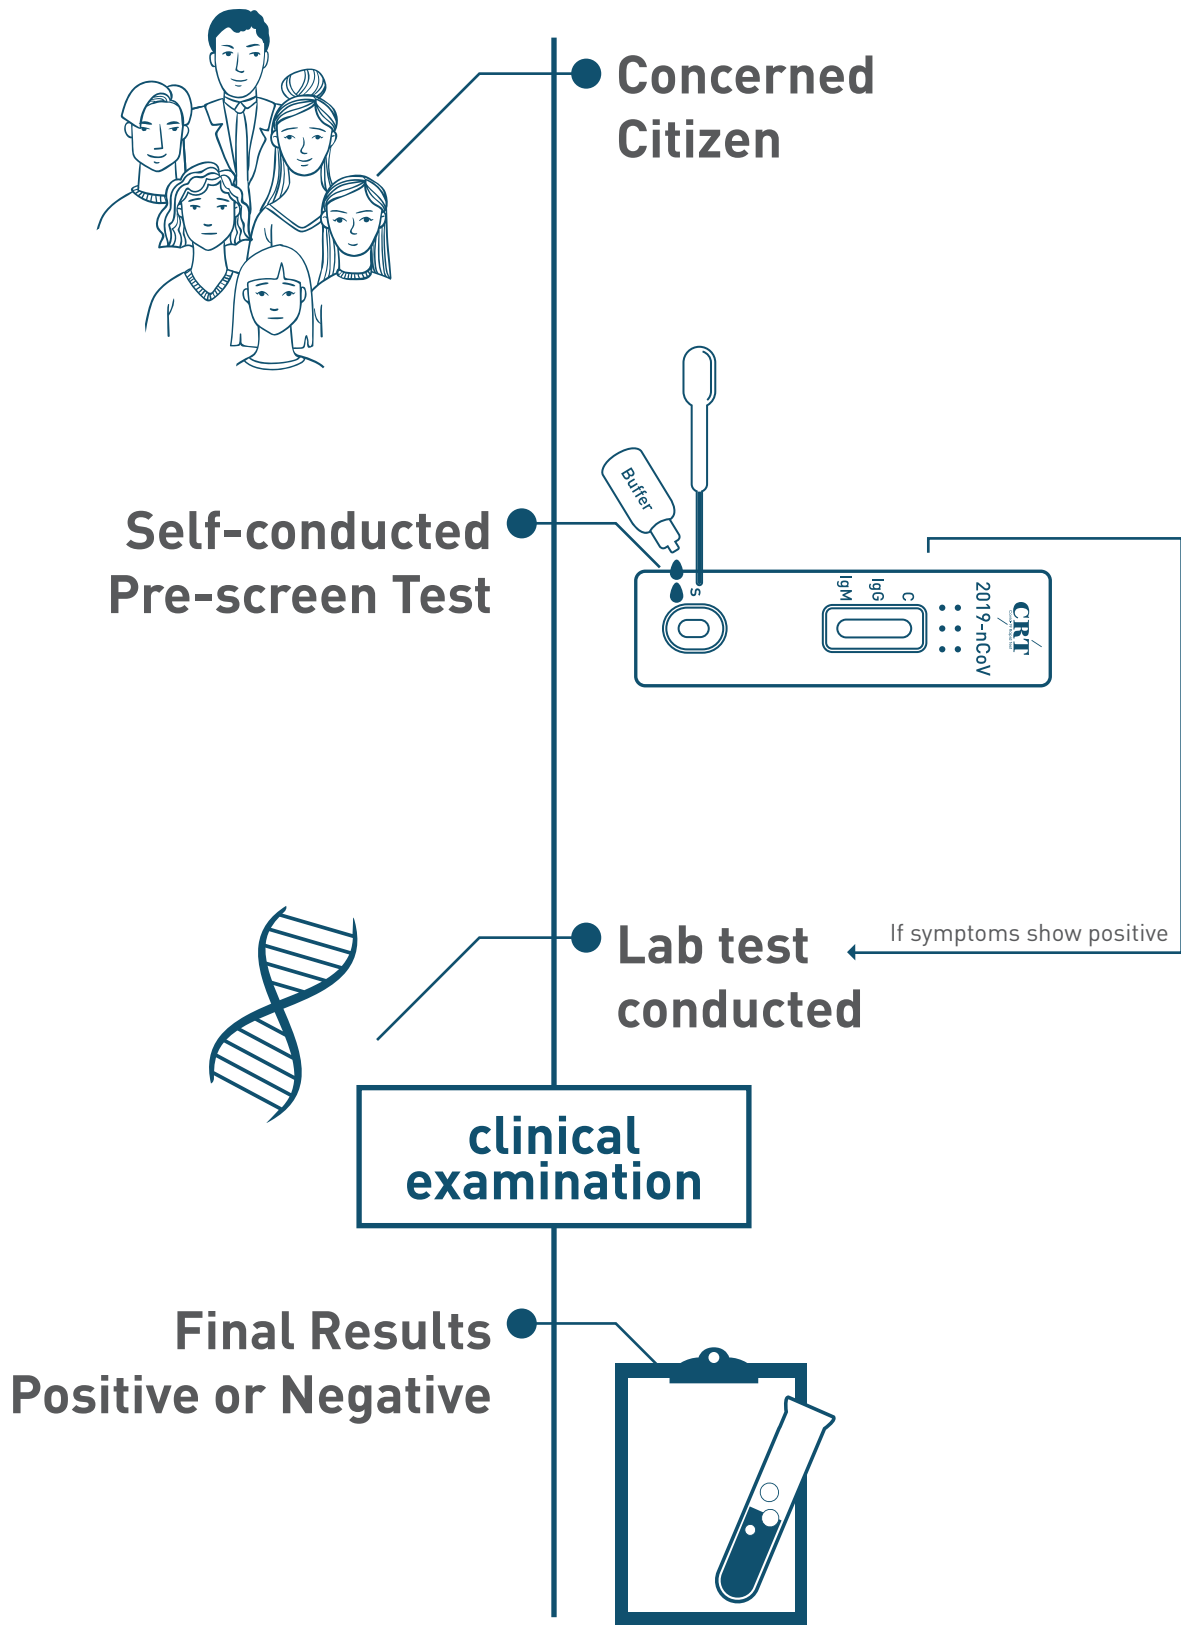 Concerned
Citizen
Buffer
Self-conducted
Pre-screen Test
S
IgM
IgG
C
2019-nCoV
CRT
If symptoms show positive
Lab test
conducted
clinical
examination
Final Results
Positive or Negative